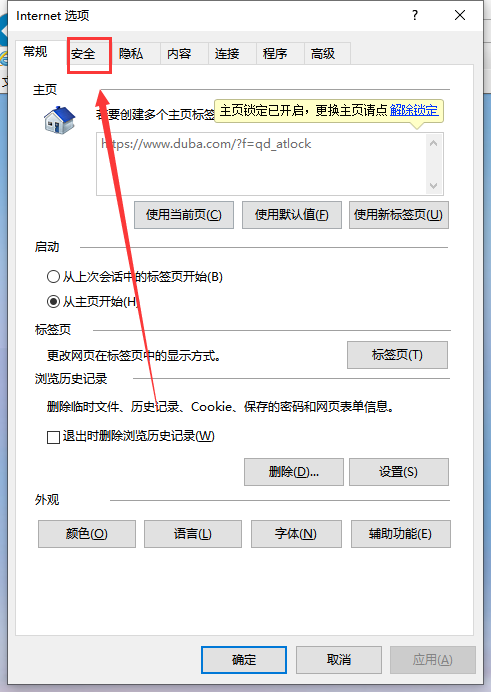 Internet 选项
常规 安全 隐私 内容 连接 程序 高级
主页
要创建多个主页标签
主页锁定已开启，更换主页请点 解除锁定
https://www.duba.com/?f=qd_atlock
使用当前页(C) 使用默认值(F) 使用新标签页(U)
启动
从上次会话中的标签页开始(B)
从主页开始(H)
标签页
更改网页在标签页中的显示方式。 标签页(T)
浏览历史记录
删除临时文件、历史记录、Cookie、保存的密码和网页表单信息。
退出时删除浏览历史记录(W)
删除(D)... 设置(S)
外观
颜色(O) 语言(L) 字体(N) 辅助功能(E)
确定 取消 应用(A)